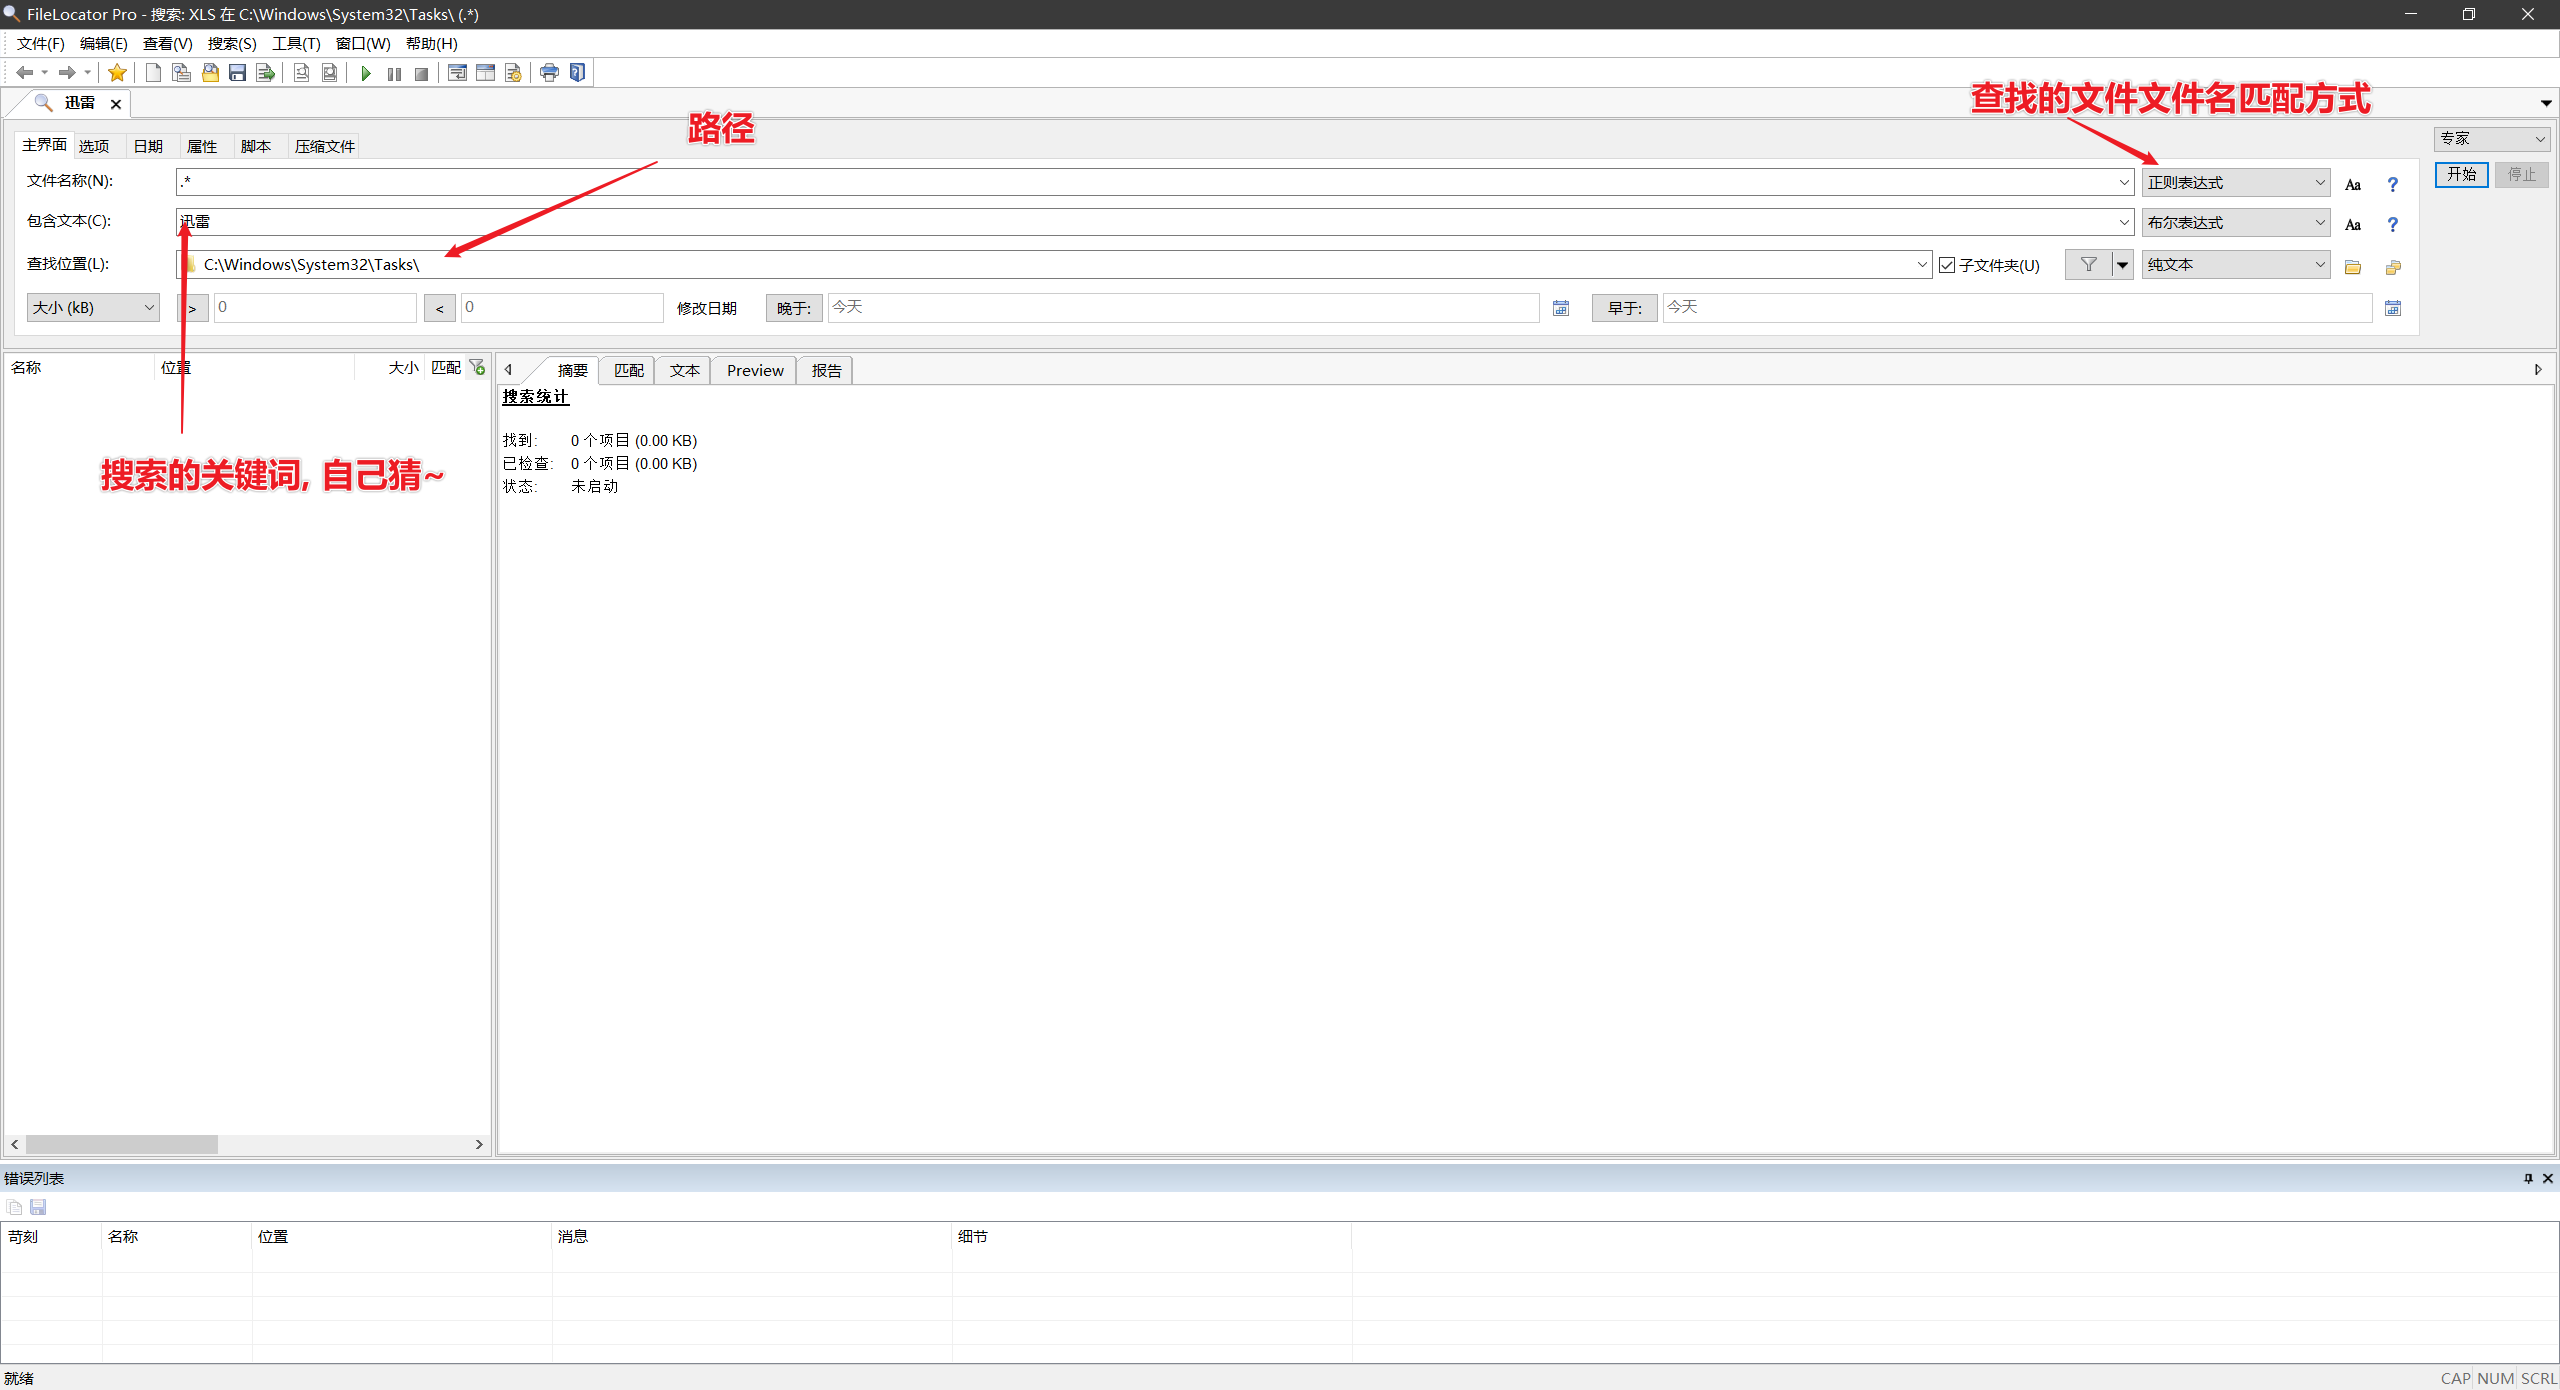 FileLocator Pro - 搜索: XLS 在 C:\Windows\System32\Tasks\ (.*)
文件(F) 编辑(E) 查看(V) 搜索(S) 工具(T) 窗口(W) 帮助(H)
迅雷
查找的文件文件名匹配方式
路径
主界面 选项 日期 属性 脚本 压缩文件
专家
文件名称(N): .* 正则表达式 Aa ?
开始 停止
包含文本(C): 迅雷 布尔表达式 Aa ?
查找位置(L): C:\Windows\System32\Tasks\ 子文件夹(U) 纯文本
大小 (kB) > 0 < 0 修改日期 晚于: 今天 早于: 今天
名称 位置 大小 匹配
摘要 匹配 文本 Preview 报告
搜索统计
找到: 0 个项目 (0.00 KB)
已检查: 0 个项目 (0.00 KB)
状态: 未启动
搜索的关键词, 自己猜~
错误列表
苛刻 名称 位置 消息 细节
就绪
CAP NUM SCRL